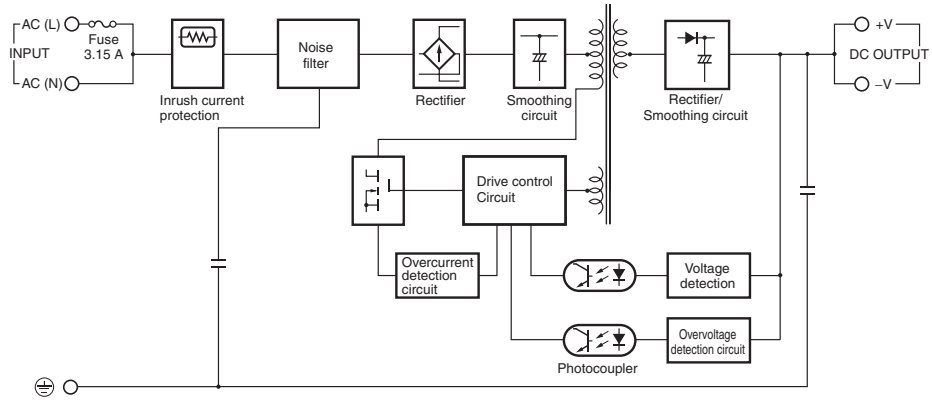 AC (L)
Fuse
3.15 A
INPUT
AC (N)
Inrush current
protection
Noise
filter
Rectifier
Smoothing
circuit
Rectifier/
Smoothing circuit
+V
DC OUTPUT
–V
Drive control
Circuit
Overcurrent
detection
circuit
Voltage
detection
Overvoltage
detection circuit
Photocoupler